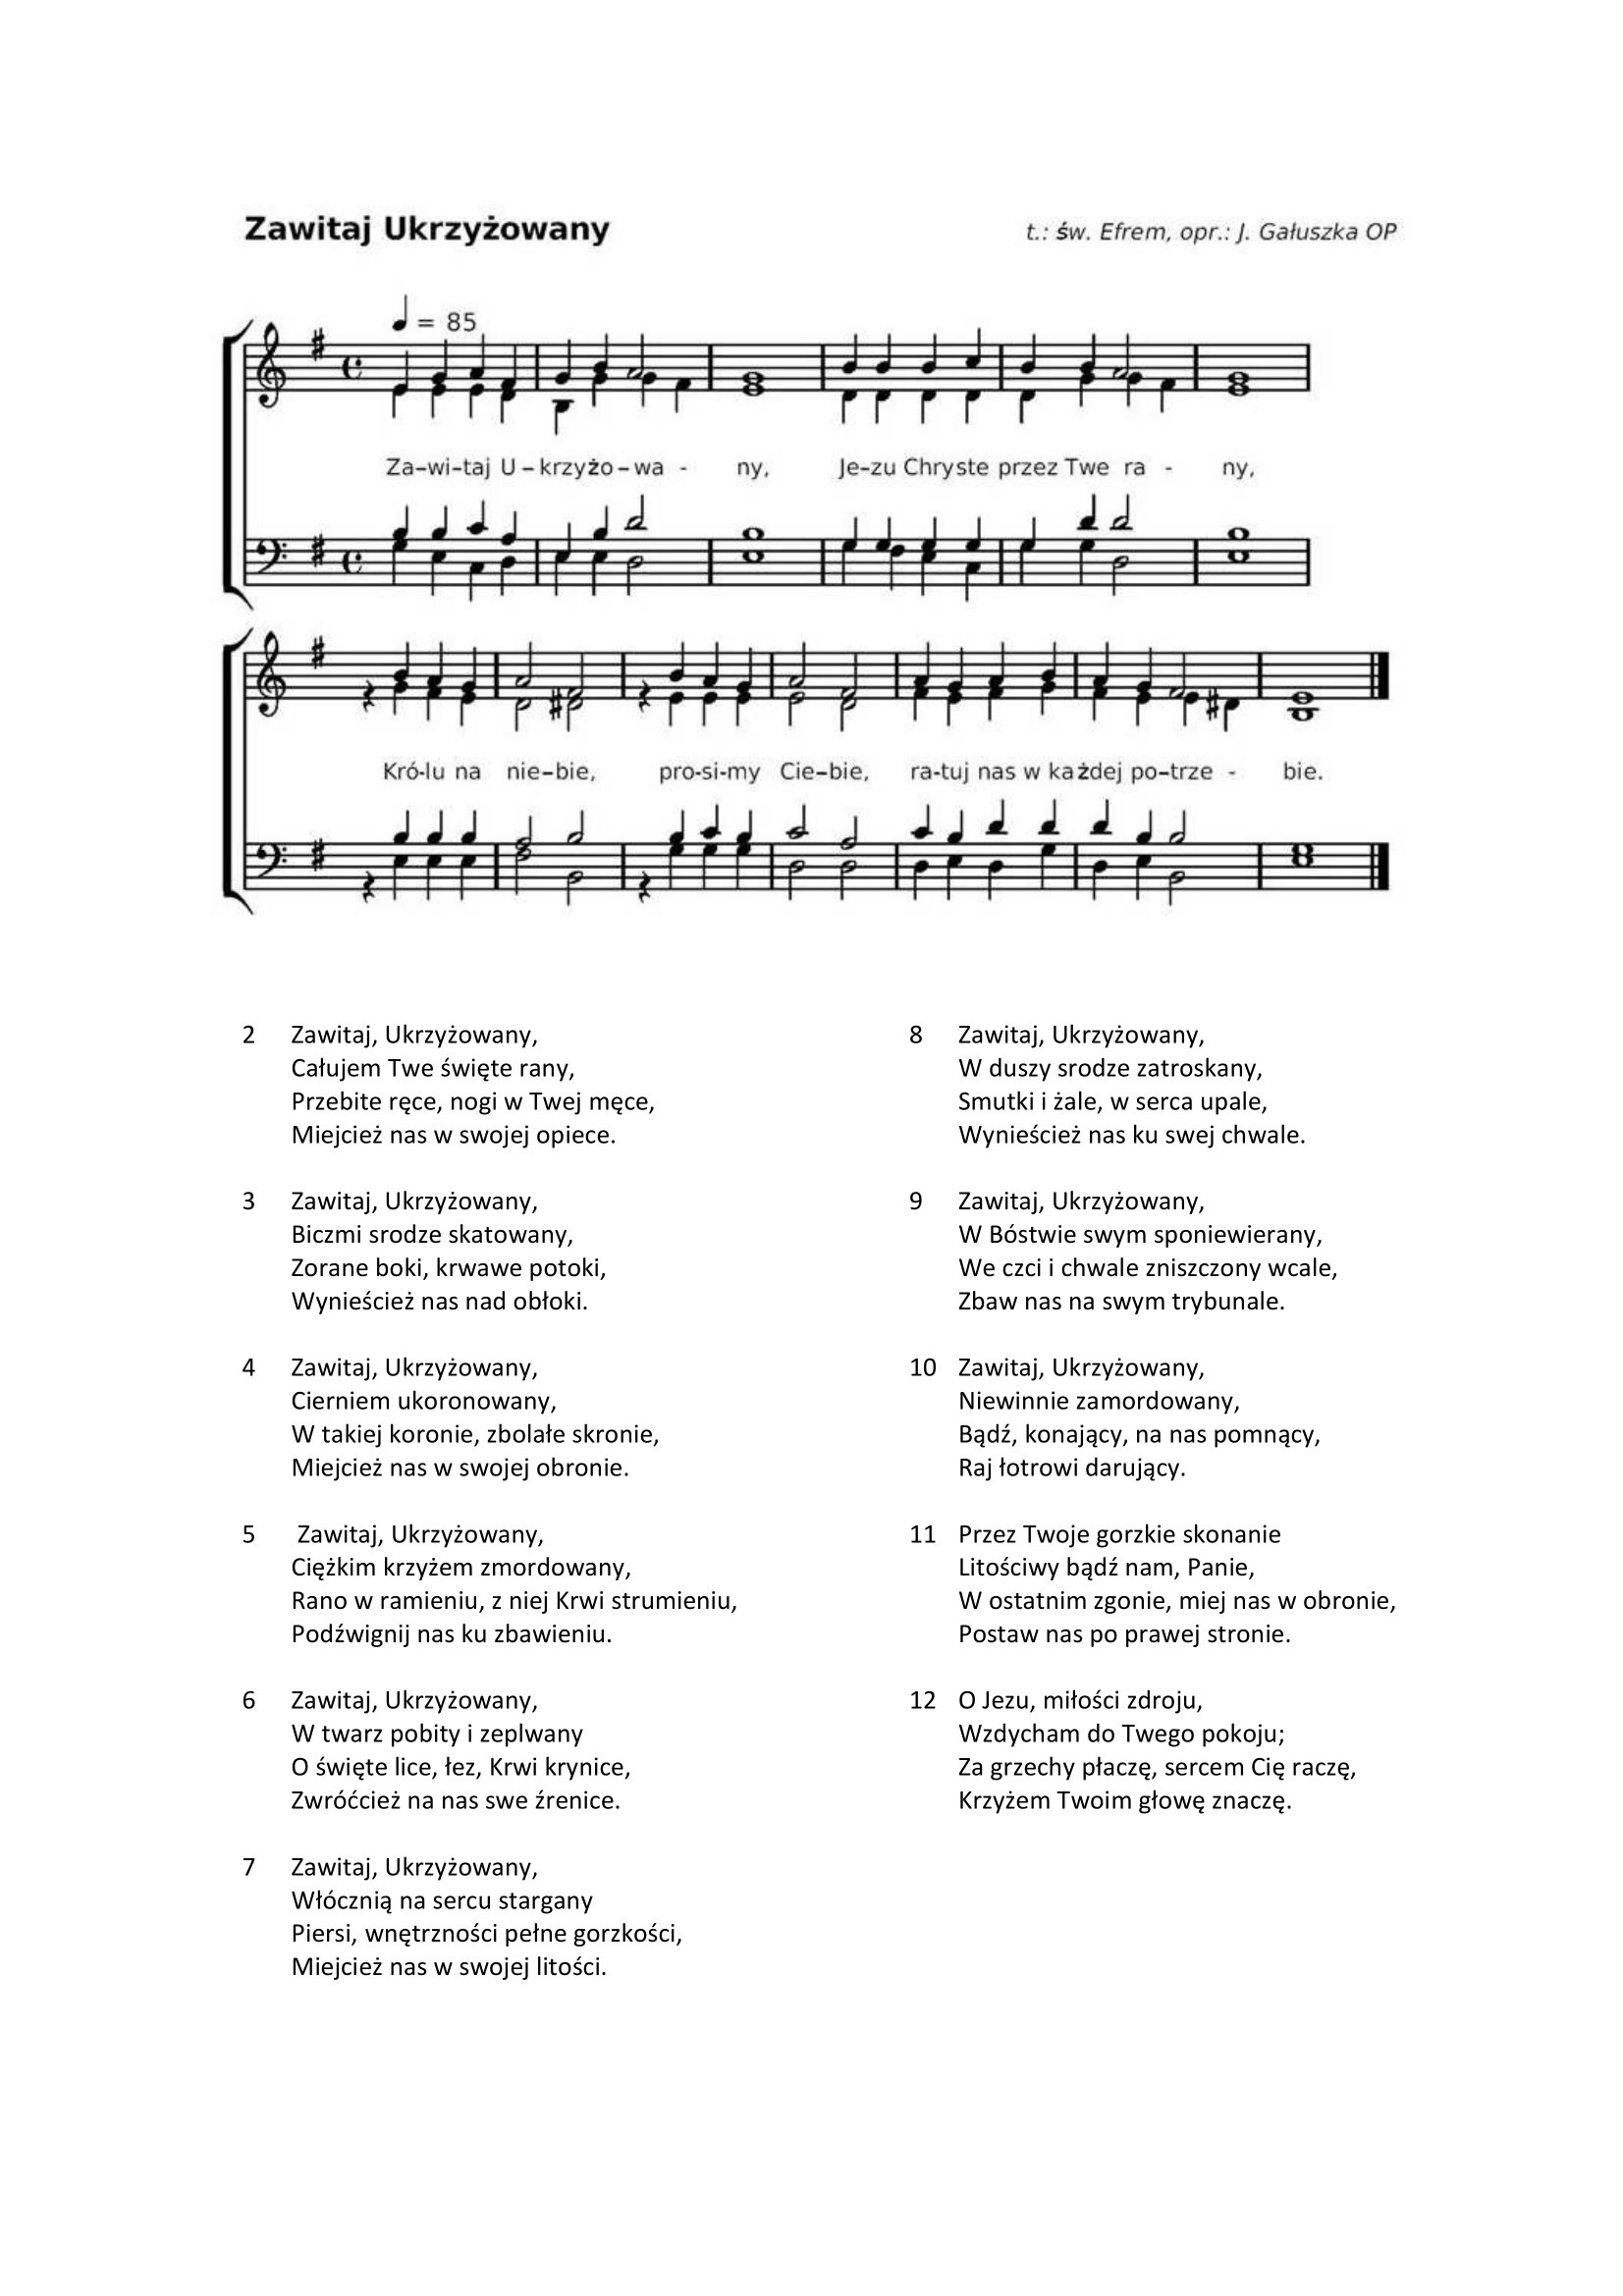 Zawitaj Ukrzyżowany
t.: św. Efrem, opr.: J. Gałuszka OP
= 85
Za-wi-taj U-krzyżo-wa - ny, Je-zu Chryste przez Twe ra - ny,
Kró-lu na nie-bie, pro-si-my Cie-bie, ra-tuj nas w każdej po-trze - bie.
2 Zawitaj, Ukrzyżowany,
Całujem Twe święte rany,
Przebite ręce, nogi w Twej męce,
Miejcież nas w swojej opiece.
3 Zawitaj, Ukrzyżowany,
Biczmi srodze skatowany,
Zorane boki, krwawe potoki,
Wynieścież nas nad obłoki.
4 Zawitaj, Ukrzyżowany,
Cierniem ukoronowany,
W takiej koronie, zbolałe skronie,
Miejcież nas w swojej obronie.
5 Zawitaj, Ukrzyżowany,
Ciężkim krzyżem zmordowany,
Rano w ramieniu, z niej Krwi strumieniu,
Podźwignij nas ku zbawieniu.
6 Zawitaj, Ukrzyżowany,
W twarz pobity i zeplwany
O święte lice, łez, Krwi krynice,
Zwróćcież na nas swe źrenice.
7 Zawitaj, Ukrzyżowany,
Włócznią na sercu stargany
Piersi, wnętrzności pełne gorzkości,
Miejcież nas w swojej litości.
8 Zawitaj, Ukrzyżowany,
W duszy srodze zatroskany,
Smutki i żale, w serca upale,
Wynieścież nas ku swej chwale.
9 Zawitaj, Ukrzyżowany,
W Bóstwie swym sponiewierany,
We czci i chwale zniszczony wcale,
Zbaw nas na swym trybunale.
10 Zawitaj, Ukrzyżowany,
Niewinnie zamordowany,
Bądź, konający, na nas pomnący,
Raj łotrowi darujący.
11 Przez Twoje gorzkie skonanie
Litościwy bądź nam, Panie,
W ostatnim zgonie, miej nas w obronie,
Postaw nas po prawej stronie.
12 O Jezu, miłości zdroju,
Wzdycham do Twego pokoju;
Za grzechy płaczę, sercem Cię raczę,
Krzyżem Twoim głowę znaczę.